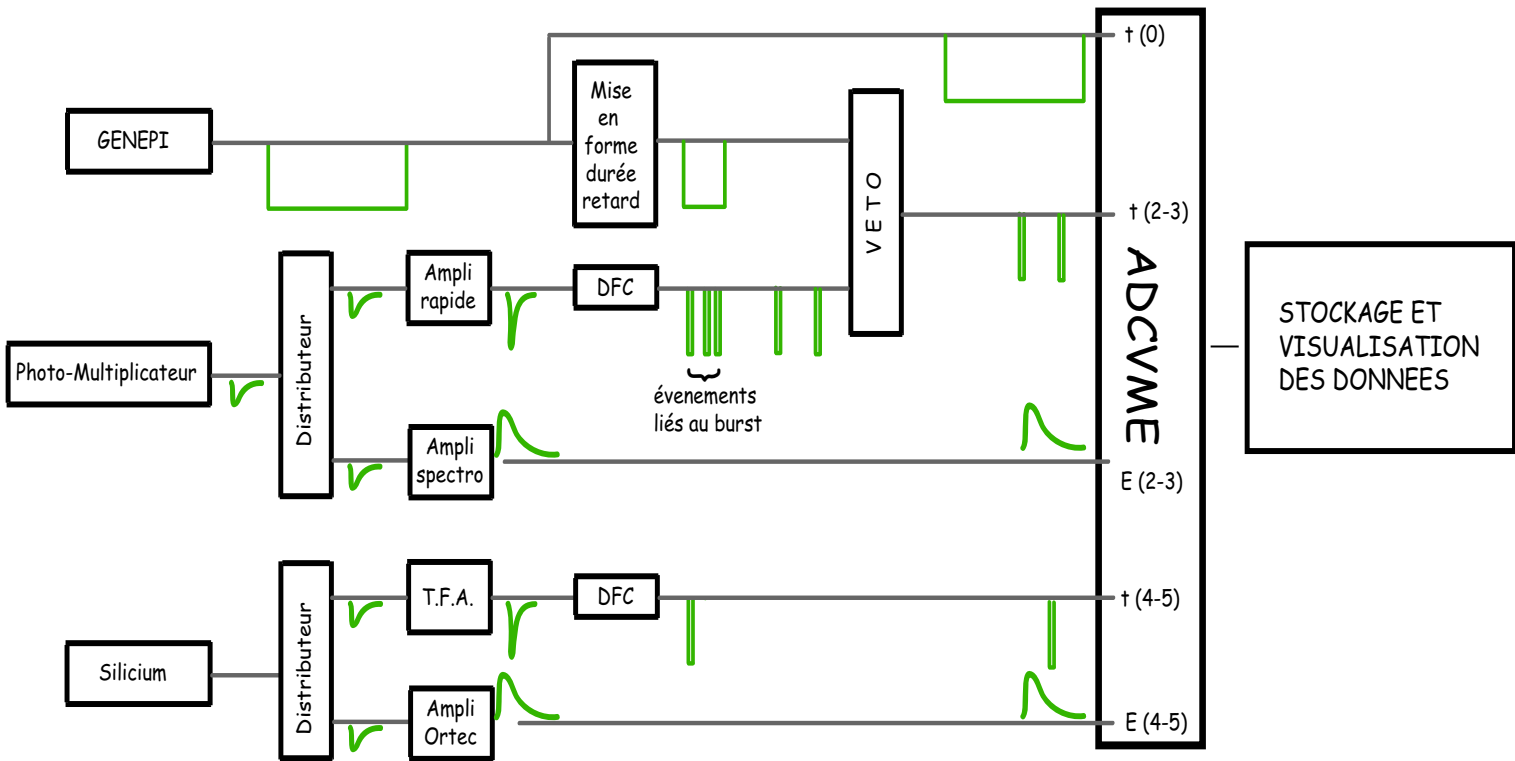 t (0)
GENEPI
Mise
en
forme
durée
retard
VETO
t (2-3)
Distributeur
Ampli
rapide
DFC
Photo-Multiplicateur
évenements
liés au burst
Ampli
spectro
E (2-3)
ADCVME
STOCKAGE ET
VISUALISATION
DES DONNEES
Distributeur
T.F.A.
DFC
t (4-5)
Silicium
Ampli
Ortec
E (4-5)